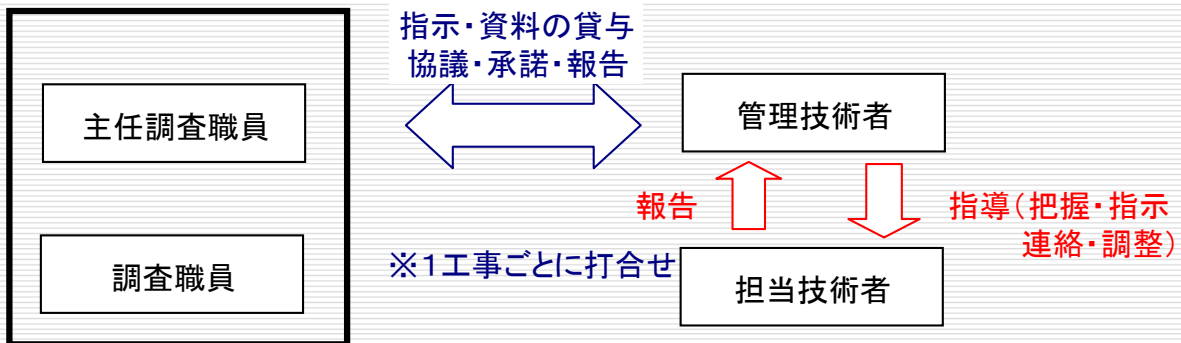 指示・資料の貸与
協議・承諾・報告
主任調査職員
管理技術者
報告
指導(把握・指示
連絡・調整)
※1工事ごとに打合せ
調査職員
担当技術者